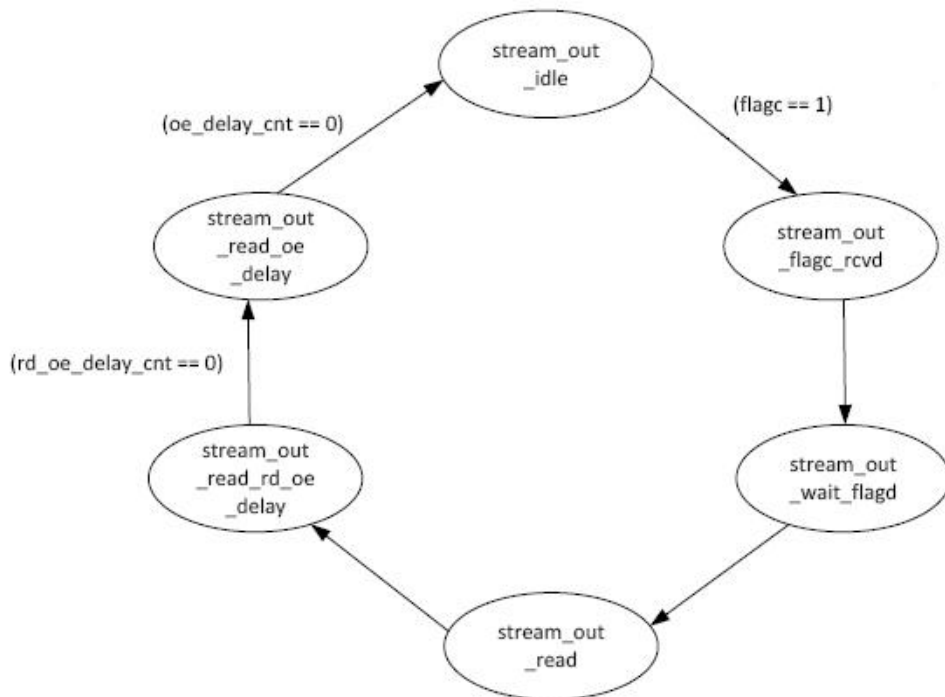 stream_out
_idle
(flagc == 1)
(oe_delay_cnt == 0)
stream_out
_read_oe
_delay
stream_out
_flagc_rcvd
(rd_oe_delay_cnt == 0)
stream_out
_read_rd_oe
_delay
stream_out
_wait_flagd
stream_out
_read